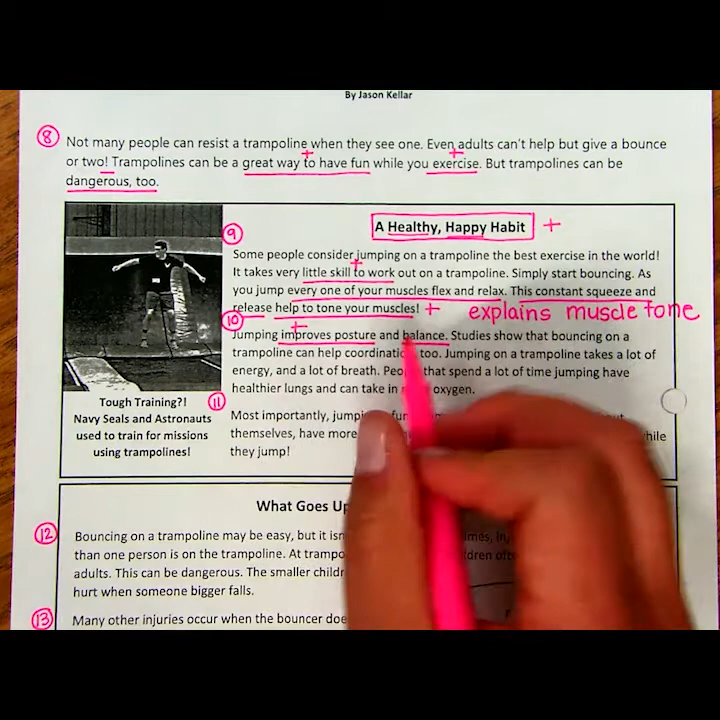 By Jason Kellar
8
Not many people can resist a trampoline when they see one. Even adults can't help but give a bounce
or two! Trampolines can be a great way to have fun while you exercise. But trampolines can be
dangerous, too.
9
A Healthy, Happy Habit +
Some people consider jumping on a trampoline the best exercise in the world!
It takes very little skill to work out on a trampoline. Simply start bouncing. As
you jump every one of your muscles flex and relax. This constant squeeze and
release help to tone your muscles! + explains muscle tone
10
Jumping improves posture and balance. Studies show that bouncing on a
trampoline can help coordination too. Jumping on a trampoline takes a lot of
energy, and a lot of breath. People that spend a lot of time jumping have
healthier lungs and can take in oxygen.
11
Most importantly,
themselves, have more
they jump!
Tough Training?!
Navy Seals and Astronauts
used to train for missions
using trampolines!
What Goes Up
12
Bouncing on a trampoline may be easy, but it
than one person is on the trampoline. At
adults. This can be dangerous. The smaller
hurt when someone bigger falls.
13
Many other injuries occur when the bouncer